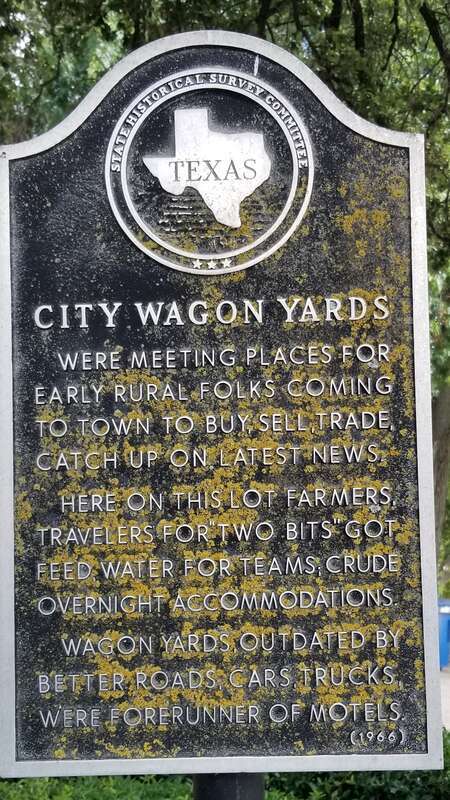 STATE HISTORICAL SURVEY COMMITTEE
TEXAS
CITY WAGON YARDS
WERE MEETING PLACES FOR
EARLY RURAL FOLKS COMING
TO TOWN TO BUY, SELL, TRADE,
CATCH UP ON LATEST NEWS.
HERE ON THIS LOT FARMERS,
TRAVELERS FOR "TWO BITS" GOT
FEED, WATER FOR TEAMS; CRUDE
OVERNIGHT ACCOMMODATIONS.
WAGON YARDS, OUTDATED BY
BETTER ROADS, CARS, TRUCKS,
WERE FORERUNNER OF MOTELS.
(1966)